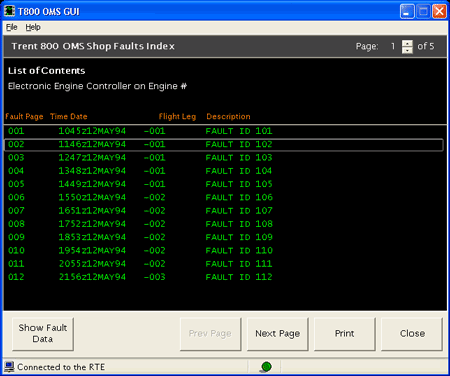 T800 OMS GUI
File Help
Trent 800 OMS Shop Faults Index Page: 1 of 5
List of Contents
Electronic Engine Controller on Engine #
Fault Page Time Date Flight Leg Description
001 1045z12MAY94 -001 FAULT ID 101
002 1146z12MAY94 -001 FAULT ID 102
003 1247z12MAY94 -001 FAULT ID 103
004 1348z12MAY94 -001 FAULT ID 104
005 1449z12MAY94 -001 FAULT ID 105
006 1550z12MAY94 -002 FAULT ID 106
007 1651z12MAY94 -002 FAULT ID 107
008 1752z12MAY94 -002 FAULT ID 108
009 1853z12MAY94 -002 FAULT ID 109
010 1954z12MAY94 -002 FAULT ID 110
011 2055z12MAY94 -002 FAULT ID 111
012 2156z12MAY94 -003 FAULT ID 112
Show Fault Data Prev Page Next Page Print Close
Connected to the RTE